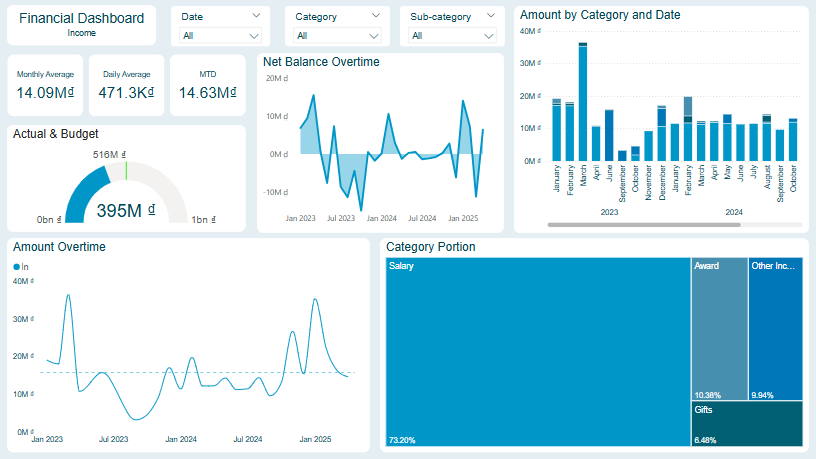 Financial Dashboard
Income
Date
All
Category
All
Sub-category
All
Monthly Average
14.09M₫
Daily Average
471.3K₫
MTD
14.63M₫
Actual & Budget
516M ₫
395M ₫
0bn ₫
1bn ₫
Net Balance Overtime
20M ₫
10M ₫
0M ₫
-10M ₫
Jan 2023 Jul 2023 Jan 2024 Jul 2024 Jan 2025
Amount by Category and Date
40M ₫
30M ₫
20M ₫
10M ₫
0M ₫
January February March April June September October November December January February March April May June July August September October
2023 2024
Amount Overtime
In
40M ₫
30M ₫
20M ₫
10M ₫
0M ₫
Jan 2023 Jul 2023 Jan 2024 Jul 2024 Jan 2025
Category Portion
Salary
73.20%
Award
10.38%
Other Inc...
9.94%
Gifts
6.48%